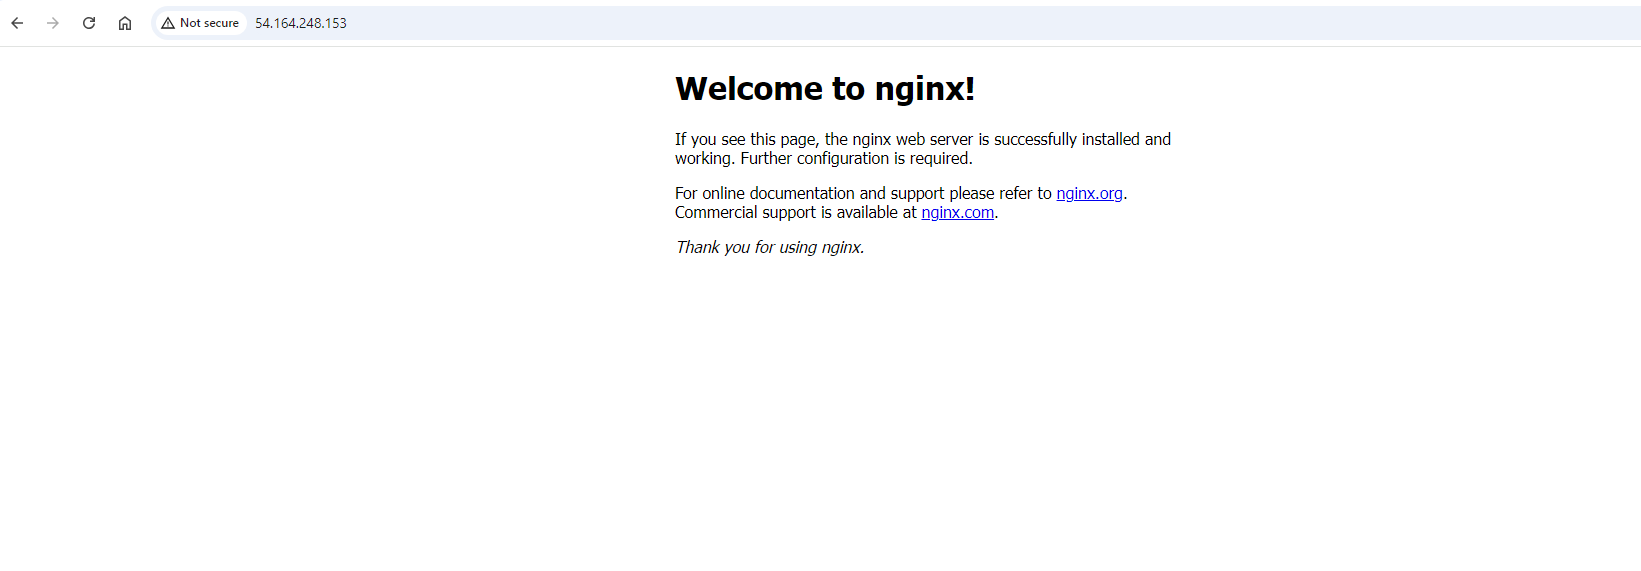 Not secure 54.164.248.153
Welcome to nginx!
If you see this page, the nginx web server is successfully installed and
working. Further configuration is required.
For online documentation and support please refer to nginx.org.
Commercial support is available at nginx.com.
Thank you for using nginx.